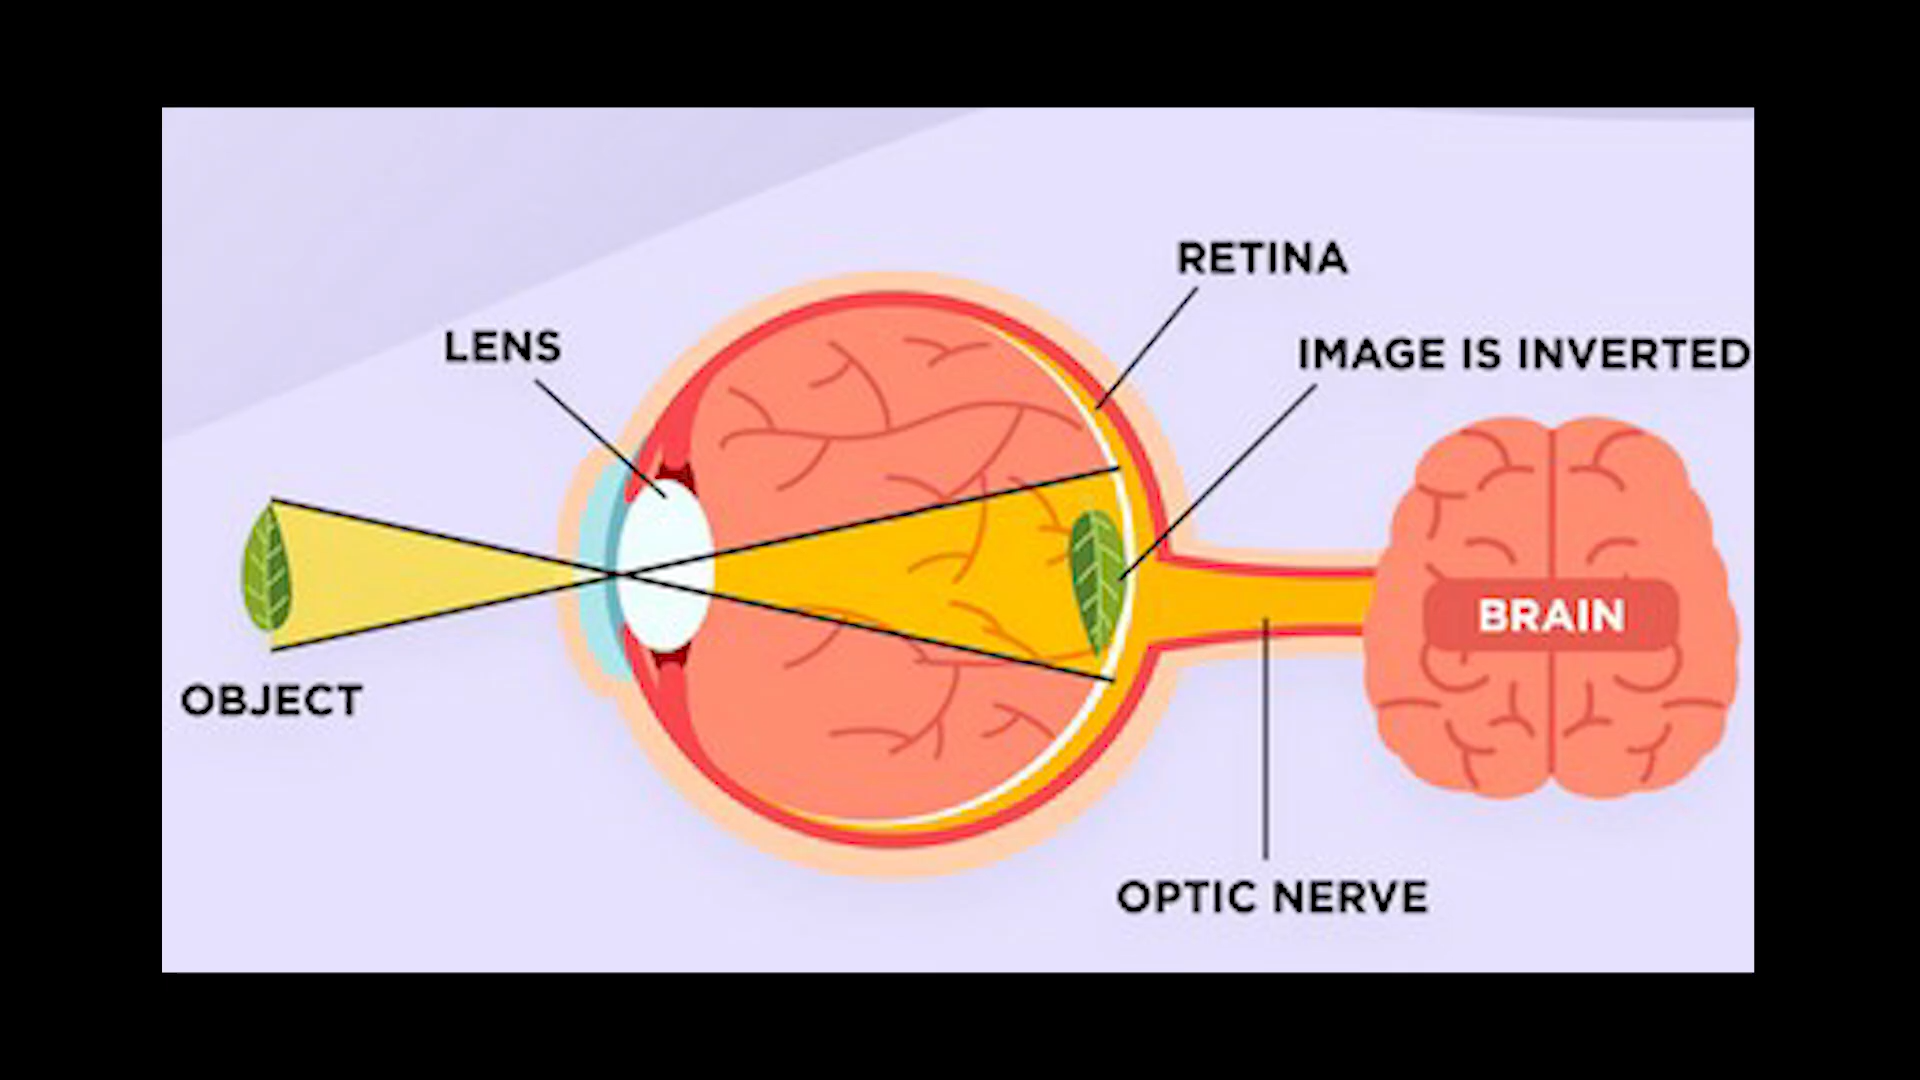 RETINA
LENS
IMAGE IS INVERTED
BRAIN
OBJECT
OPTIC NERVE